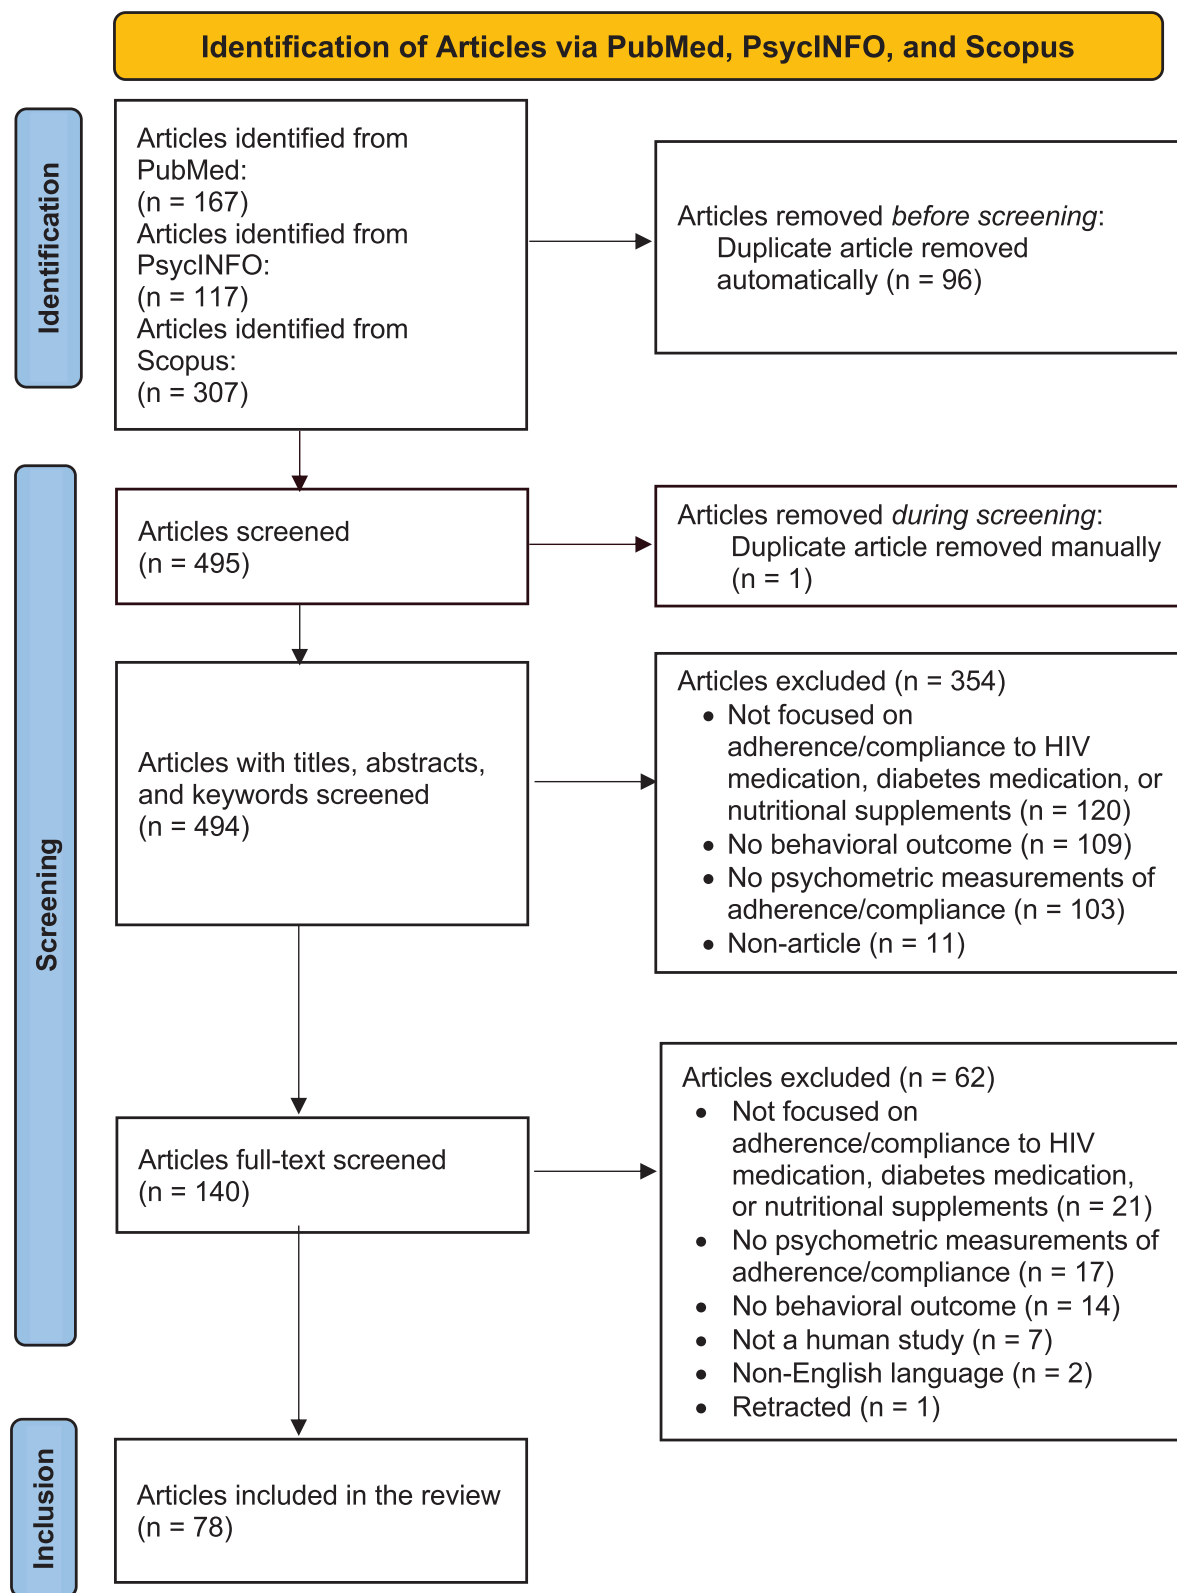 Identification of Articles via PubMed, PsycINFO, and Scopus
Identification
Articles identified from
PubMed:
(n = 167)
Articles identified from
PsycINFO:
(n = 117)
Articles identified from
Scopus:
(n = 307)
Articles removed before screening:
Duplicate article removed
automatically (n = 96)
Screening
Articles screened
(n = 495)
Articles removed during screening:
Duplicate article removed manually
(n = 1)
Articles with titles, abstracts,
and keywords screened
(n = 494)
Articles excluded (n = 354)
• Not focused on
adherence/compliance to HIV
medication, diabetes medication, or
nutritional supplements (n = 120)
• No behavioral outcome (n = 109)
• No psychometric measurements of
adherence/compliance (n = 103)
• Non-article (n = 11)
Articles full-text screened
(n = 140)
Articles excluded (n = 62)
• Not focused on
adherence/compliance to HIV
medication, diabetes medication,
or nutritional supplements (n = 21)
• No psychometric measurements of
adherence/compliance (n = 17)
• No behavioral outcome (n = 14)
• Not a human study (n = 7)
• Non-English language (n = 2)
• Retracted (n = 1)
Inclusion
Articles included in the review
(n = 78)